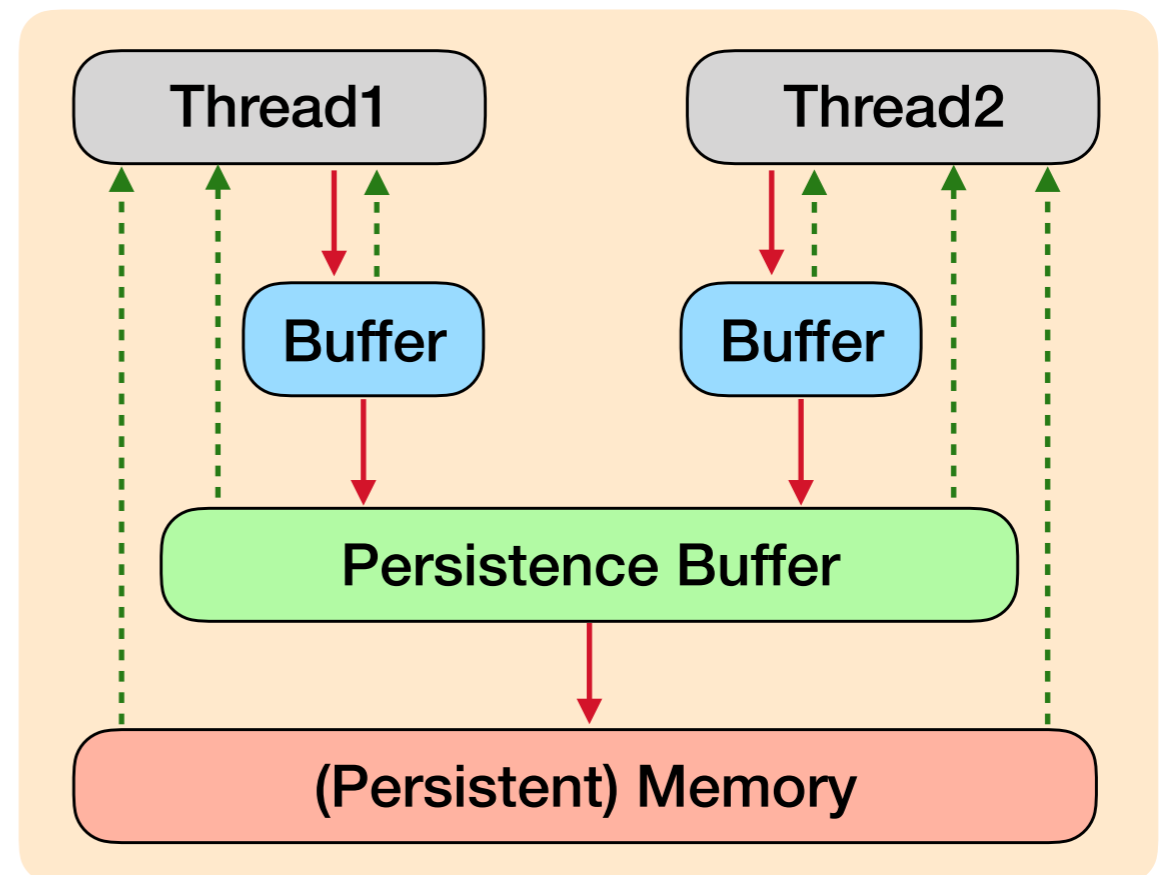 Thread1
Thread2
Buffer
Buffer
Persistence Buffer
(Persistent) Memory